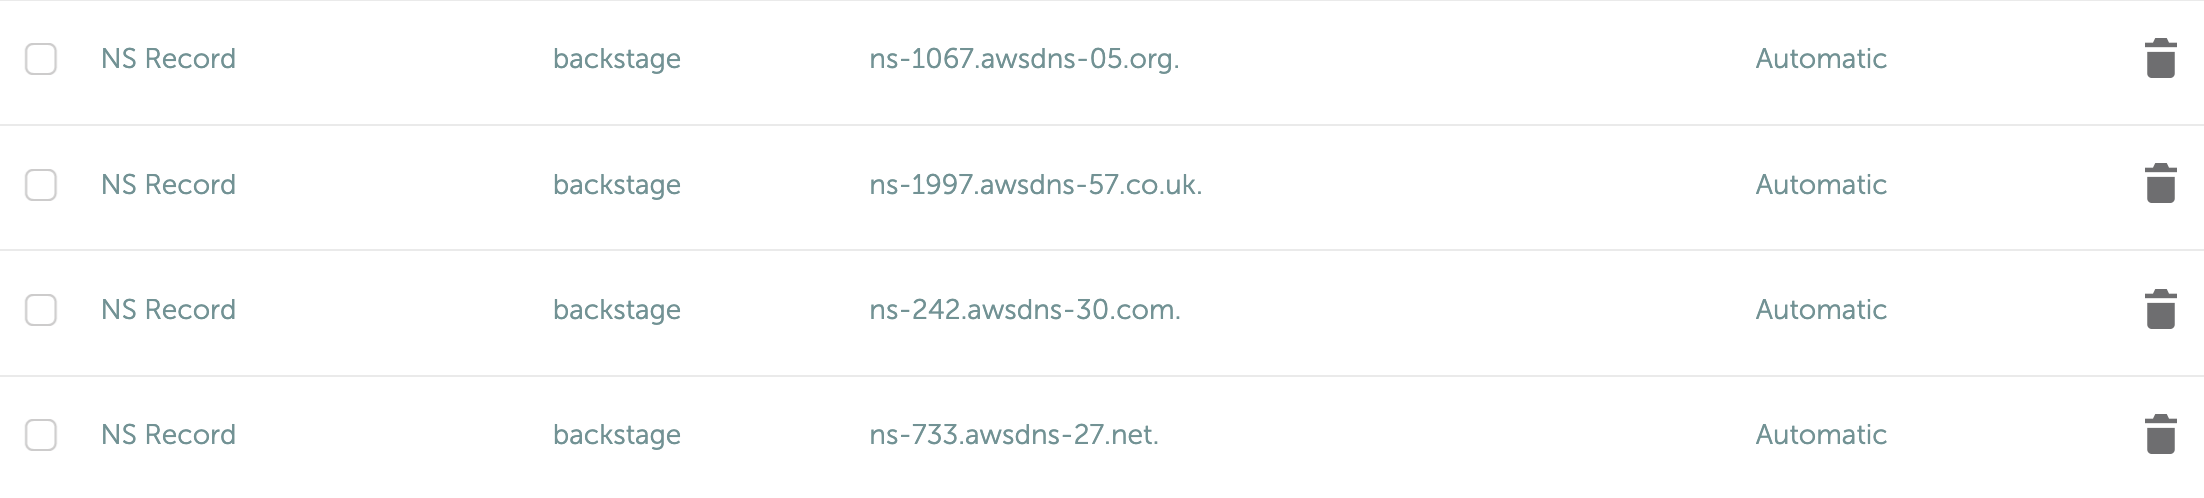 NS Record backstage ns-1067.awsdns-05.org. Automatic
NS Record backstage ns-1997.awsdns-57.co.uk. Automatic
NS Record backstage ns-242.awsdns-30.com. Automatic
NS Record backstage ns-733.awsdns-27.net. Automatic